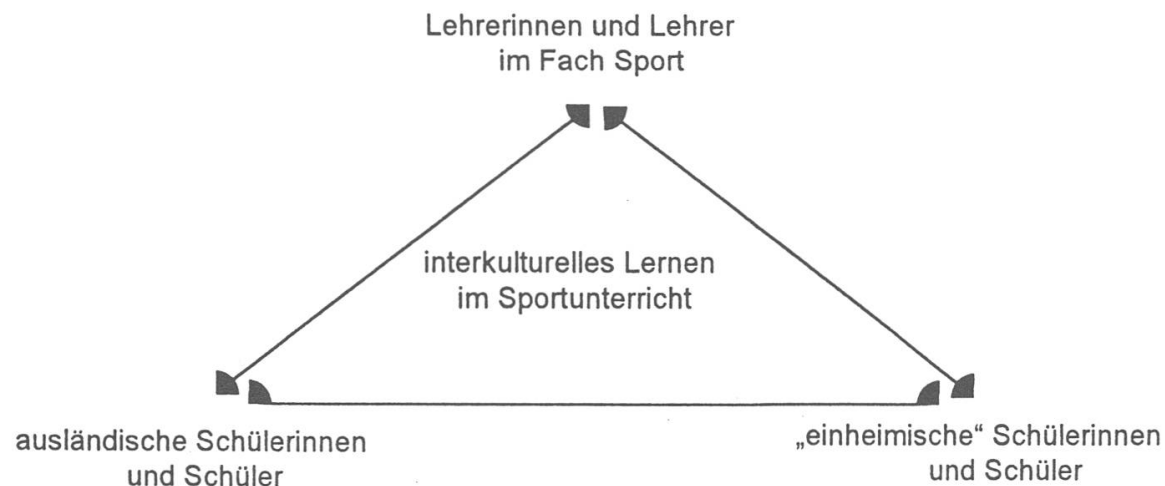 Lehrerinnen und Lehrer
im Fach Sport
interkulturelles Lernen
im Sportunterricht
ausländische Schülerinnen
und Schüler
„einheimische“ Schülerinnen
und Schüler